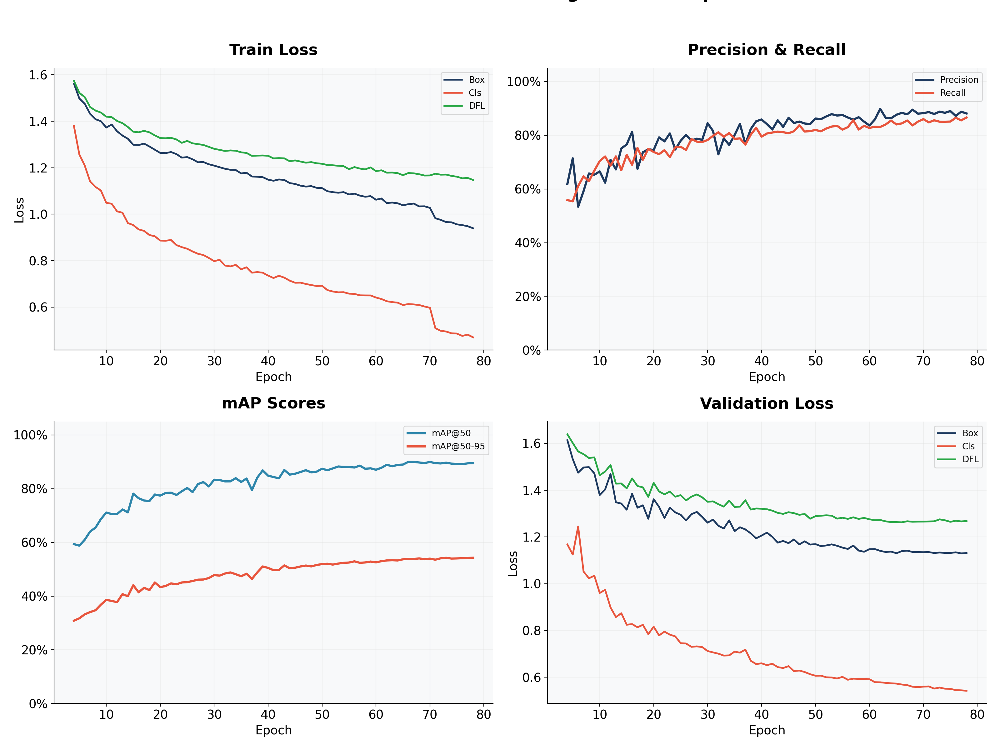 Train Loss
1.6
1.4
1.2
1.0
0.8
0.6
Loss
Box
Cls
DFL
10 20 30 40 50 60 70 80
Epoch
Precision & Recall
100%
80%
60%
40%
20%
0%
Precision
Recall
10 20 30 40 50 60 70 80
Epoch
mAP Scores
100%
80%
60%
40%
20%
0%
mAP@50
mAP@50-95
10 20 30 40 50 60 70 80
Epoch
Validation Loss
1.6
1.4
1.2
1.0
0.8
0.6
Loss
Box
Cls
DFL
10 20 30 40 50 60 70 80
Epoch